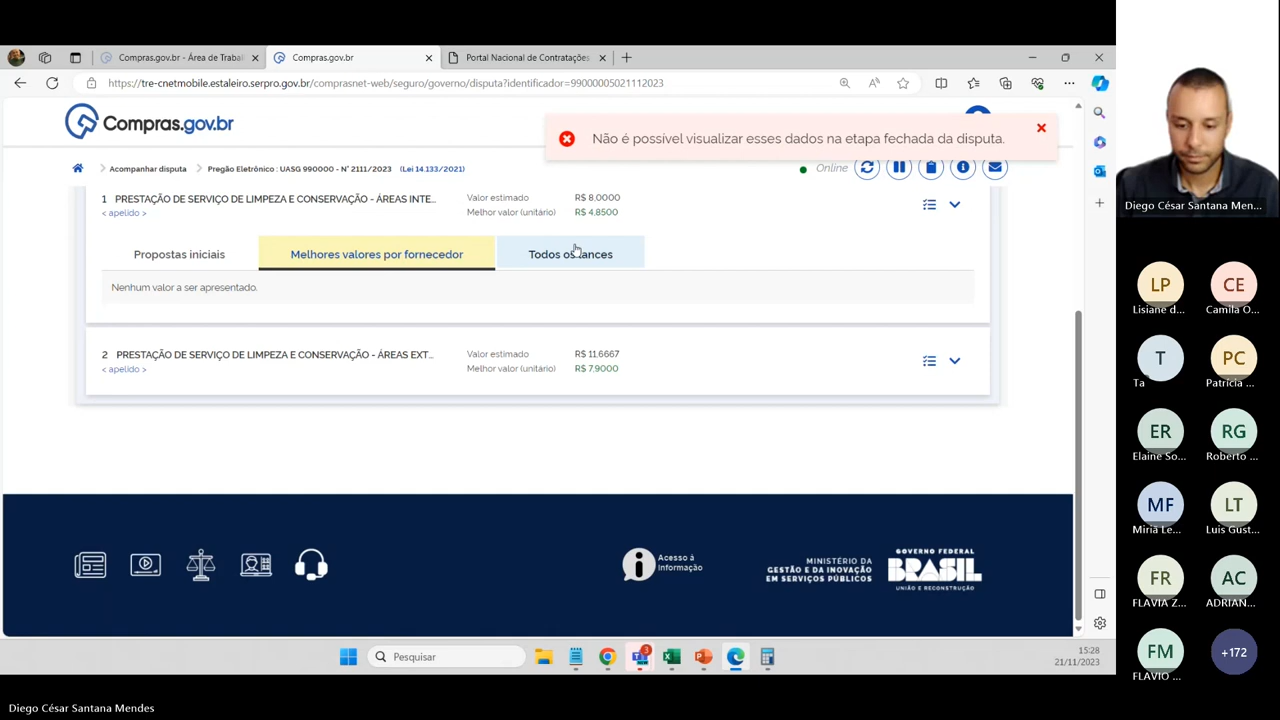 Compras.gov.br - Área de Trabal
Compras.gov.br
Portal Nacional de Contratações
https://tre-cnetmobile.estaleiro.serpro.gov.br/comprasnet-web/seguro/governo/disputa?identificador=99000005021112023
Compras.gov.br
Não é possível visualizar esses dados na etapa fechada da disputa.
Acompanhar disputa
Pregão Eletrônico : UASG 990000 - N° 2111/2023 (Lei 14.133/2021)
Online
1 PRESTAÇÃO DE SERVIÇO DE LIMPEZA E CONSERVAÇÃO - ÁREAS INTE...
Valor estimado R$ 8,0000
< apelido >
Melhor valor (unitário) R$ 4,8500
Propostas iniciais
Melhores valores por fornecedor
Todos os lances
Nenhum valor a ser apresentado.
2 PRESTAÇÃO DE SERVIÇO DE LIMPEZA E CONSERVAÇÃO - ÁREAS EXT...
Valor estimado R$ 11,6667
< apelido >
Melhor valor (unitário) R$ 7,9000
Acesso à
Informação
MINISTÉRIO DA
GESTÃO E DA INOVAÇÃO
EM SERVIÇOS PÚBLICOS
GOVERNO FEDERAL
BRASIL
UNIÃO E RECONSTRUÇÃO
Pesquisar
3
15:28
21/11/2023
Diego César Santana Men...
LP
Lisiane d...
CE
Camila O...
T
Ta
PC
Patrícia ...
ER
Elaine So...
RG
Roberto ...
MF
Miriã Le...
LT
Luis Gust...
FR
FLAVIA Z...
AC
ADRIAN...
FM
FLAVIO ...
+172
Diego César Santana Mendes